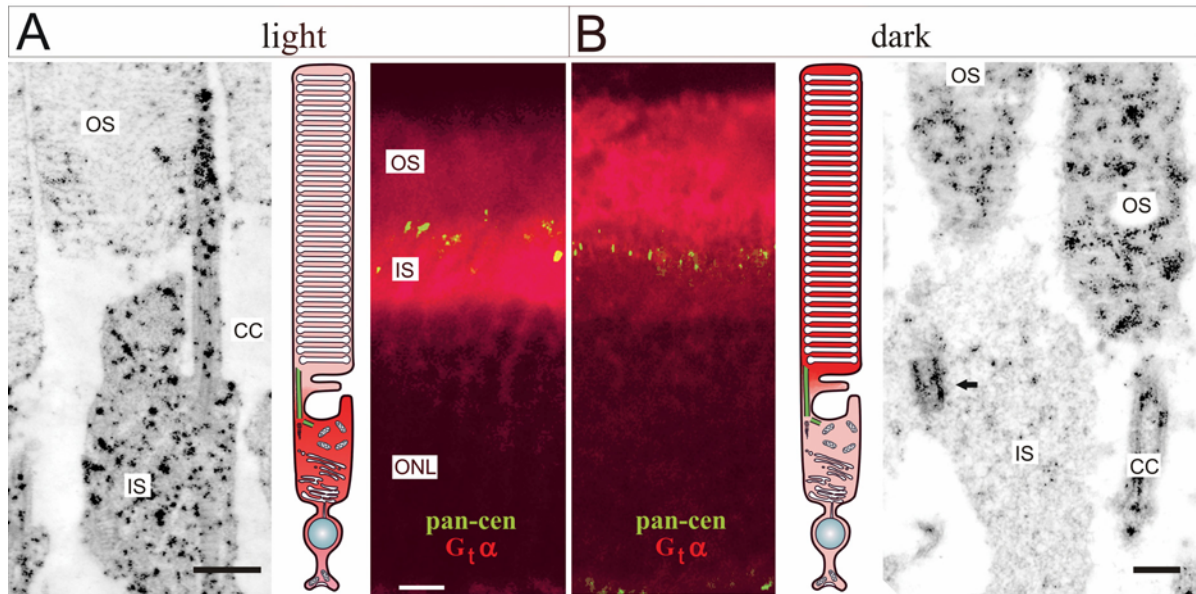 A
light
B
dark
OS
CC
IS
OS
IS
ONL
pan-cen
Gtα
pan-cen
Gtα
OS
OS
IS
CC